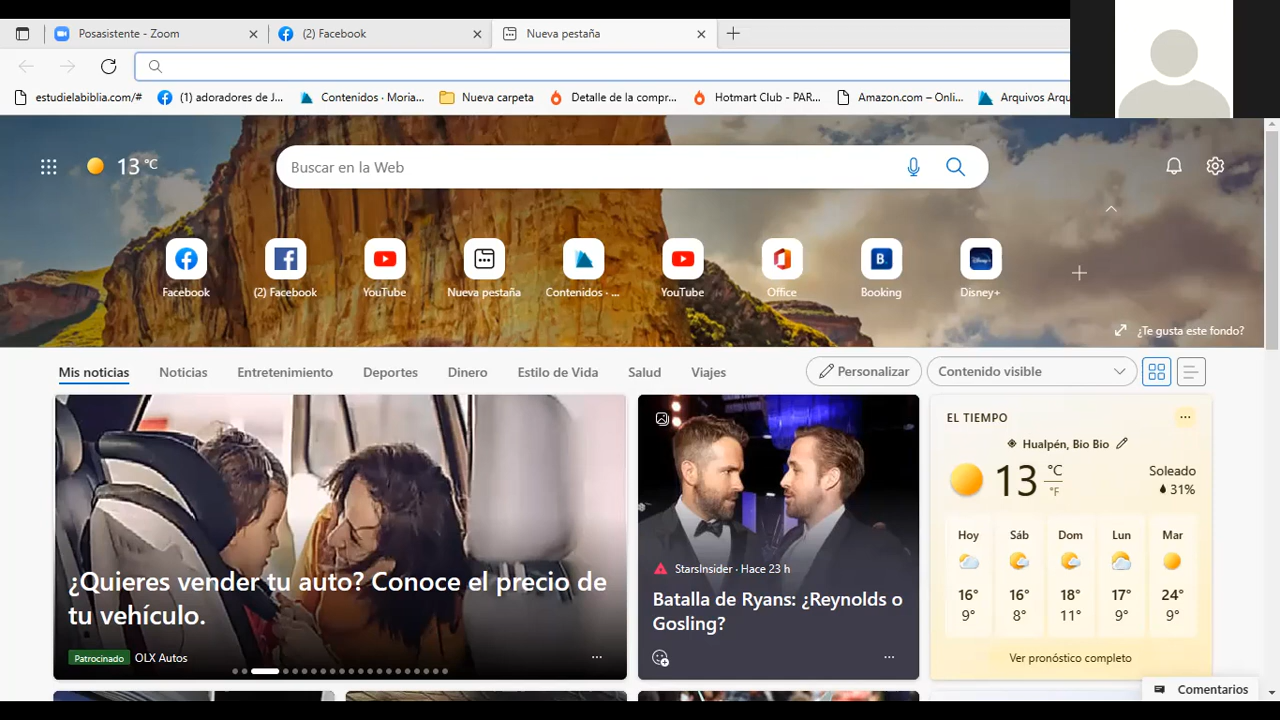 Posasistente - Zoom
(2) Facebook
Nueva pestaña
estudielabiblia.com/#
(1) adoradores de J...
Contenidos · Moria...
Nueva carpeta
Detalle de la compr...
Hotmart Club - PAR...
Amazon.com – Onli...
Arquivos Arqu
13 °C
Buscar en la Web
Facebook
(2) Facebook
YouTube
Nueva pestaña
Contenidos · ...
YouTube
Office
Booking
Disney+
¿Te gusta este fondo?
Mis noticias
Noticias
Entretenimiento
Deportes
Dinero
Estilo de Vida
Salud
Viajes
Personalizar
Contenido visible
¿Quieres vender tu auto? Conoce el precio de
tu vehículo.
Patrocinado OLX Autos
StarsInsider · Hace 23 h
Batalla de Ryans: ¿Reynolds o
Gosling?
EL TIEMPO
Hualpén, Bio Bio
13 °C
°F
Soleado
31%
Hoy Sáb Dom Lun Mar
16° 16° 18° 17° 24°
9° 8° 11° 9° 9°
Ver pronóstico completo
Comentarios